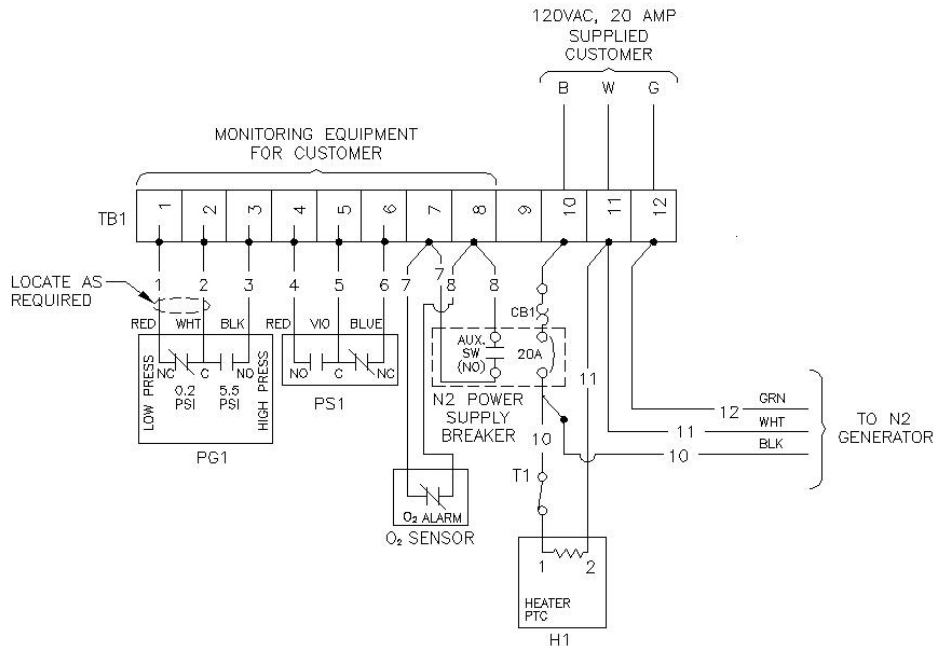 120VAC, 20 AMP
SUPPLIED
CUSTOMER
B W G
MONITORING EQUIPMENT
FOR CUSTOMER
TB1
1 2 3 4 5 6 7 8 9 10 11 12
LOCATE AS
REQUIRED
1 2 3 4 5 6 7 7 8 8
RED WHT BLK RED VIO BLUE
CB1
AUX.
SW
(NO)
20A
LOW PRESS
NC C NO
0.2
PSI
5.5
PSI
HIGH PRESS
PG1
NO C NC
PS1
N2 POWER
SUPPLY
BREAKER
11
12 GRN
11 WHT
10 BLK
TO N2
GENERATOR
10
T1
O₂ ALARM
O₂ SENSOR
1 2
HEATER
PTC
H1